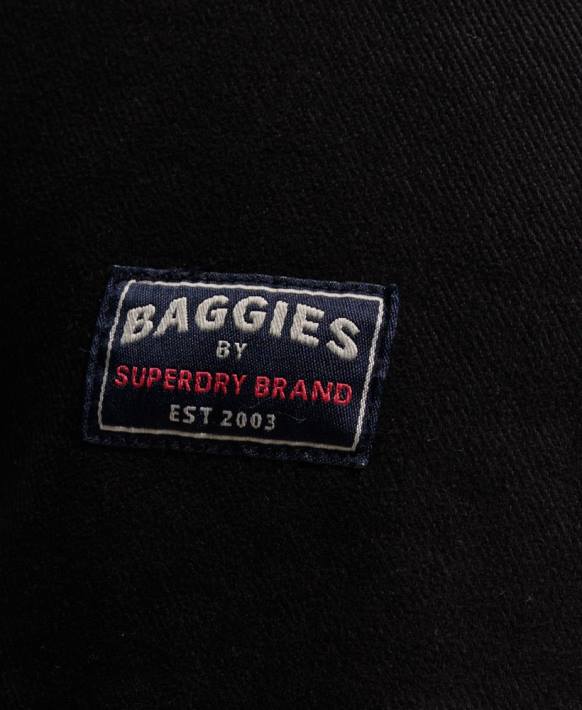 BAGGIES
BY
SUPERDRY BRAND
EST 2003